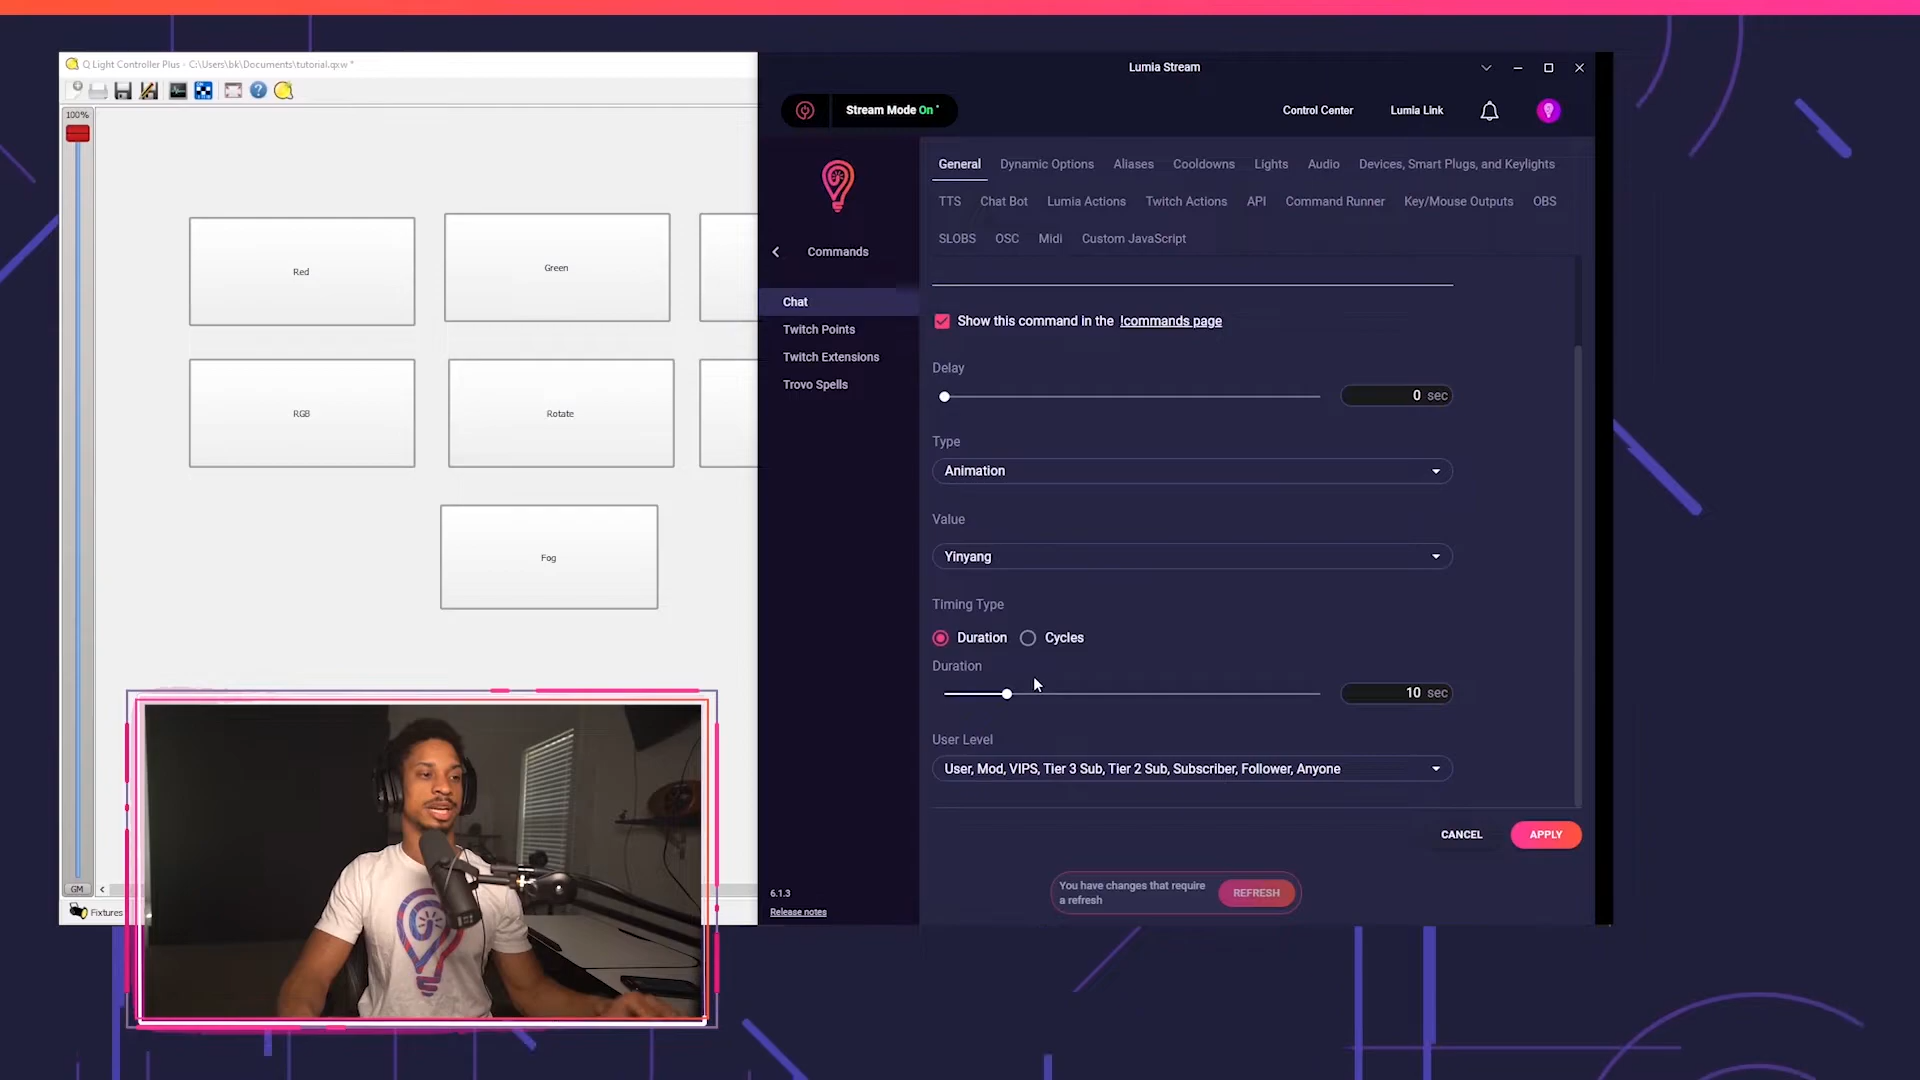 Q Light Controller Plus - C:\Users\bk\Documents\tutorial.qxw *
100%
Red
Green
RGB
Rotate
Fog
GM
Fixtures
Lumia Stream
Stream Mode On
Control Center
Lumia Link
Commands
Chat
Twitch Points
Twitch Extensions
Trovo Spells
6.1.3
Release notes
General Dynamic Options Aliases Cooldowns Lights Audio Devices, Smart Plugs, and Keylights
TTS Chat Bot Lumia Actions Twitch Actions API Command Runner Key/Mouse Outputs OBS
SLOBS OSC Midi Custom JavaScript
Show this command in the !commands page
Delay
0 sec
Type
Animation
Value
Yinyang
Timing Type
Duration Cycles
Duration
10 sec
User Level
User, Mod, VIPS, Tier 3 Sub, Tier 2 Sub, Subscriber, Follower, Anyone
CANCEL
APPLY
You have changes that require
a refresh
REFRESH